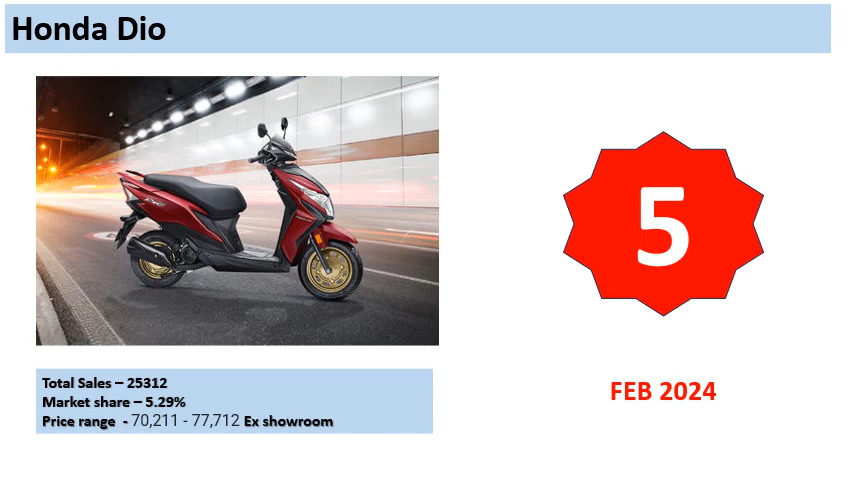 Honda Dio
5
Total Sales – 25312
Market share – 5.29%
Price range  - 70,211 - 77,712 Ex showroom
FEB 2024